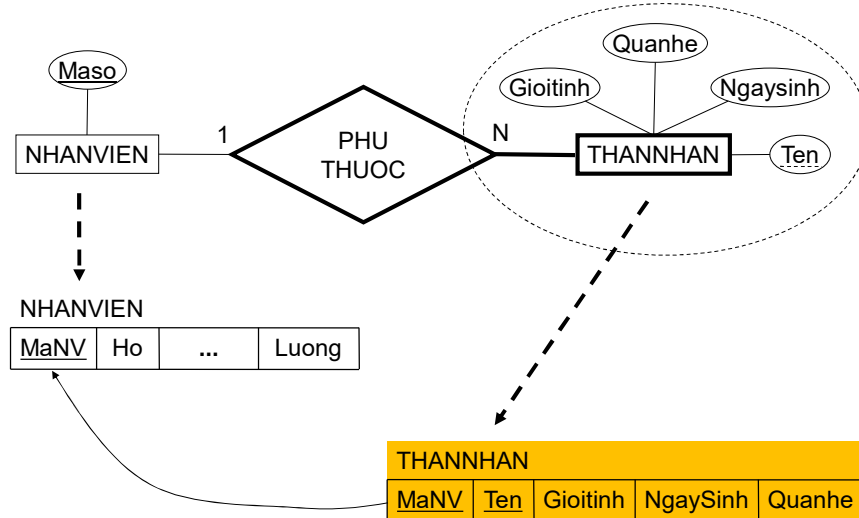 Quanhe
Maso
Gioitinh
Ngaysinh
1
N
PHU
THUOC
NHANVIEN
THANNHAN
Ten
NHANVIEN
MaNV Ho ... Luong
THANNHAN
MaNV Ten Gioitinh NgaySinh Quanhe